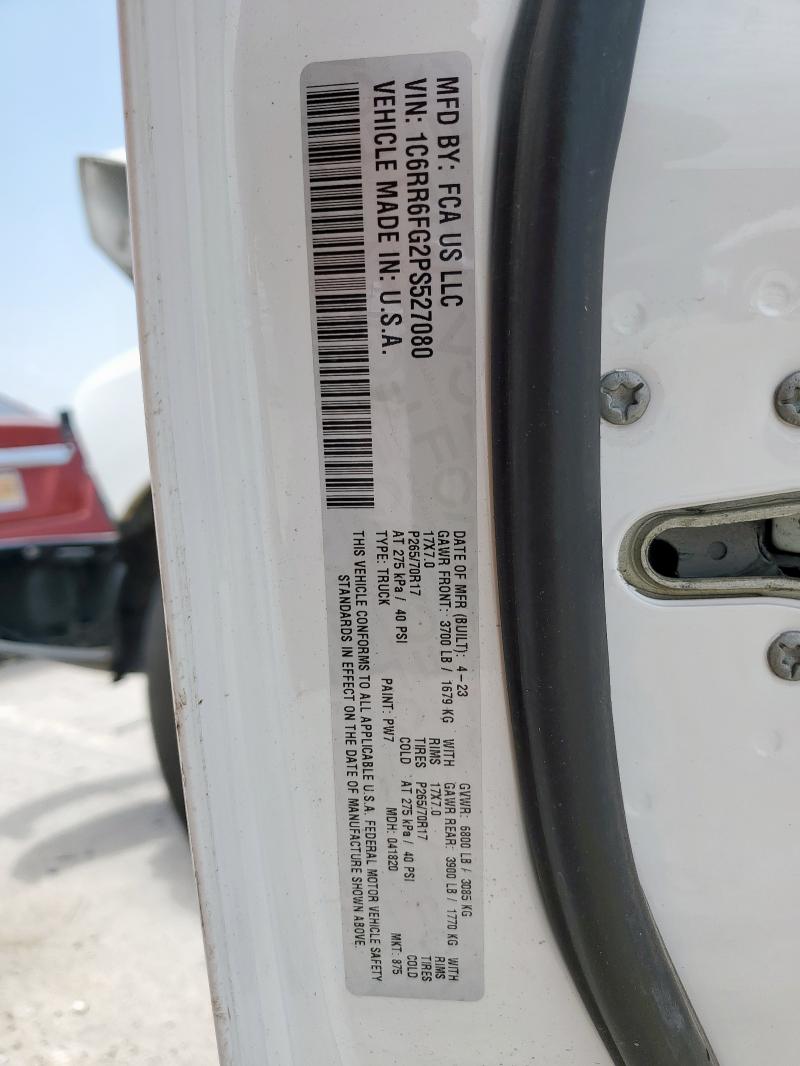 MFD BY: FCA US LLC
VIN: 1C6RR6FG2PS527080
VEHICLE MADE IN: U.S.A.
DATE OF MFR (BUILT): 4-23 GVWR: 6800 LB / 3085 KG
GAWR FRONT: 3700 LB / 1679 KG WITH GAWR REAR: 3900 LB / 1770 KG WITH
17X7.0 RIMS 17X7.0 RIMS
P265/70R17 TIRES P265/70R17 TIRES
AT 275 kPa / 40 PSI COLD AT 275 kPa / 40 PSI COLD
TYPE: TRUCK PAINT: PW7 MDH: 041820 MKT: 875
THIS VEHICLE CONFORMS TO ALL APPLICABLE U.S.A. FEDERAL MOTOR VEHICLE SAFETY
STANDARDS IN EFFECT ON THE DATE OF MANUFACTURE SHOWN ABOVE.